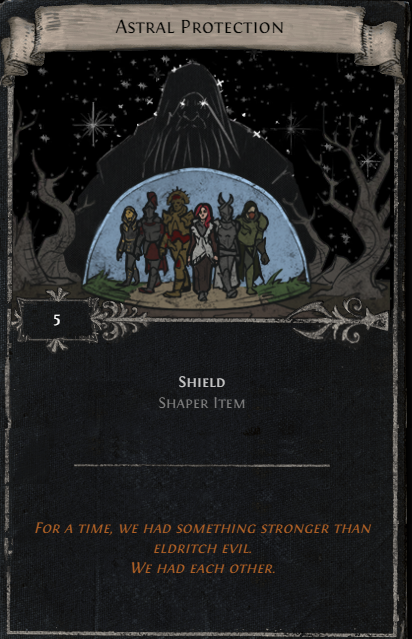 Astral Protection
5
Shield
Shaper Item
For a time, we had something stronger than
eldritch evil.
We had each other.